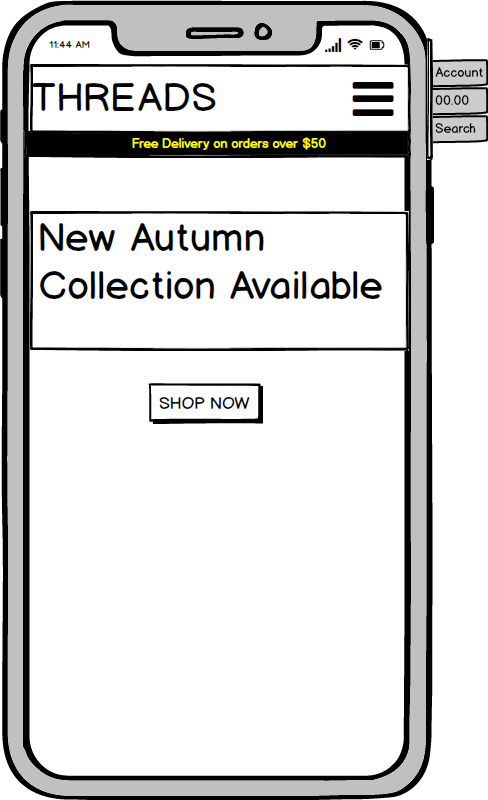 11:44 AM
Account
THREADS
00.00
Search
Free Delivery on orders over $50
New Autumn
Collection Available
SHOP NOW